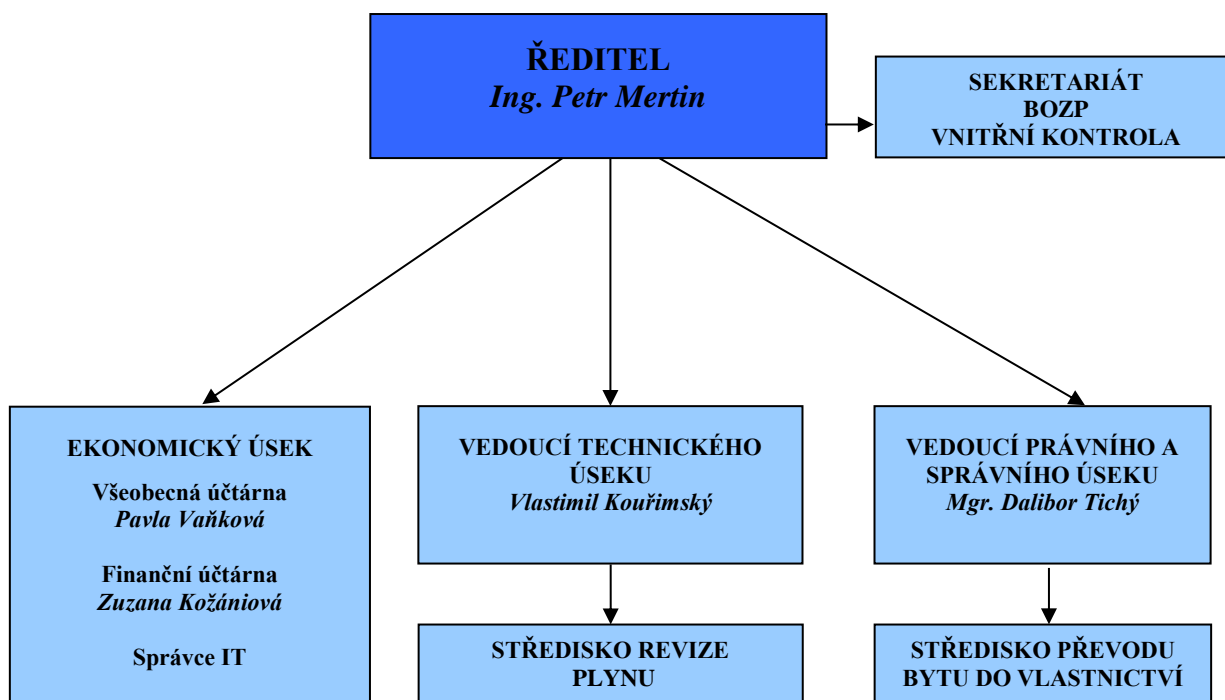 ŘEDITEL
Ing. Petr Mertin
SEKRETARIÁT
BOZP
VNITŘNÍ KONTROLA
EKONOMICKÝ ÚSEK
Všeobecná účtárna
Pavla Vaňková
Finanční účtárna
Zuzana Kožániová
Správce IT
VEDOUCÍ TECHNICKÉHO
ÚSEKU
Vlastimil Kouřimský
VEDOUCÍ PRÁVNÍHO A
SPRÁVNÍHO ÚSEKU
Mgr. Dalibor Tichý
STŘEDISKO REVIZE
PLYNU
STŘEDISKO PŘEVODU
BYTU DO VLASTNICTVÍ